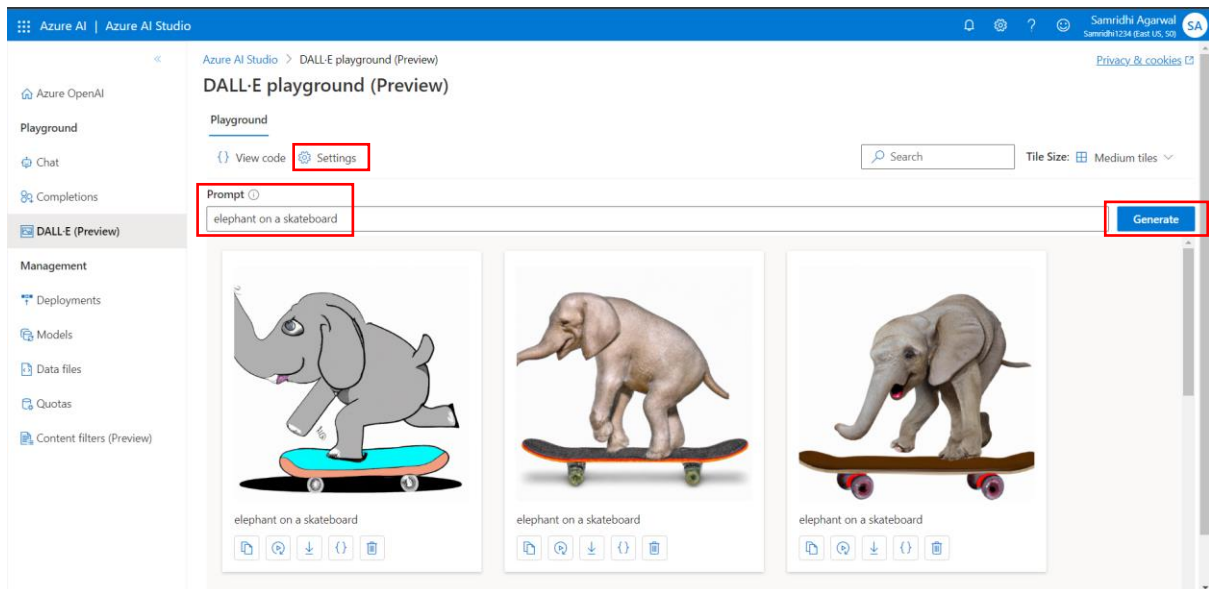 Azure AI | Azure AI Studio
Samridhi Agarwal
Samridhi1234 (East US, S0)
SA
Azure AI Studio > DALL·E playground (Preview)
Privacy & cookies
DALL·E playground (Preview)
Azure OpenAI
Playground
Playground
Chat
Completions
DALL·E (Preview)
Management
Deployments
Models
Data files
Quotas
Content filters (Preview)
{} View code
Settings
Search
Tile Size:
Medium tiles
Prompt
elephant on a skateboard
Generate
elephant on a skateboard
elephant on a skateboard
elephant on a skateboard